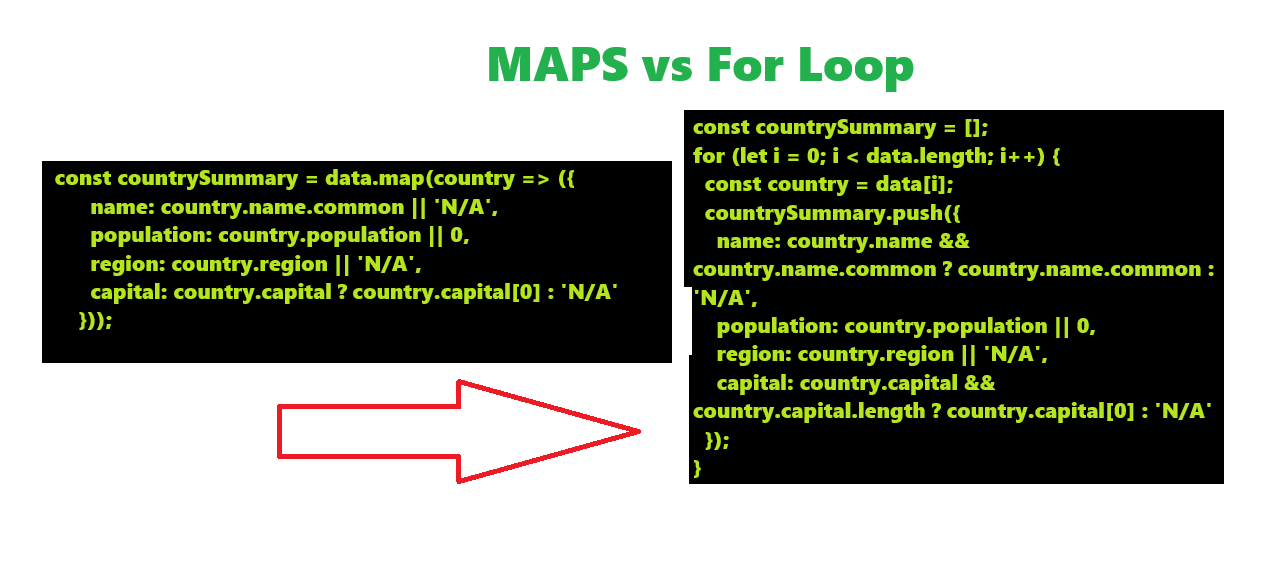 MAPS vs For Loop
const countrySummary = data.map(country => ({
name: country.name.common || 'N/A',
population: country.population || 0,
region: country.region || 'N/A',
capital: country.capital ? country.capital[0] : 'N/A'
}));
const countrySummary = [];
for (let i = 0; i < data.length; i++) {
const country = data[i];
countrySummary.push({
name: country.name &&
country.name.common ? country.name.common :
'N/A',
population: country.population || 0,
region: country.region || 'N/A',
capital: country.capital &&
country.capital.length ? country.capital[0] : 'N/A'
});
}